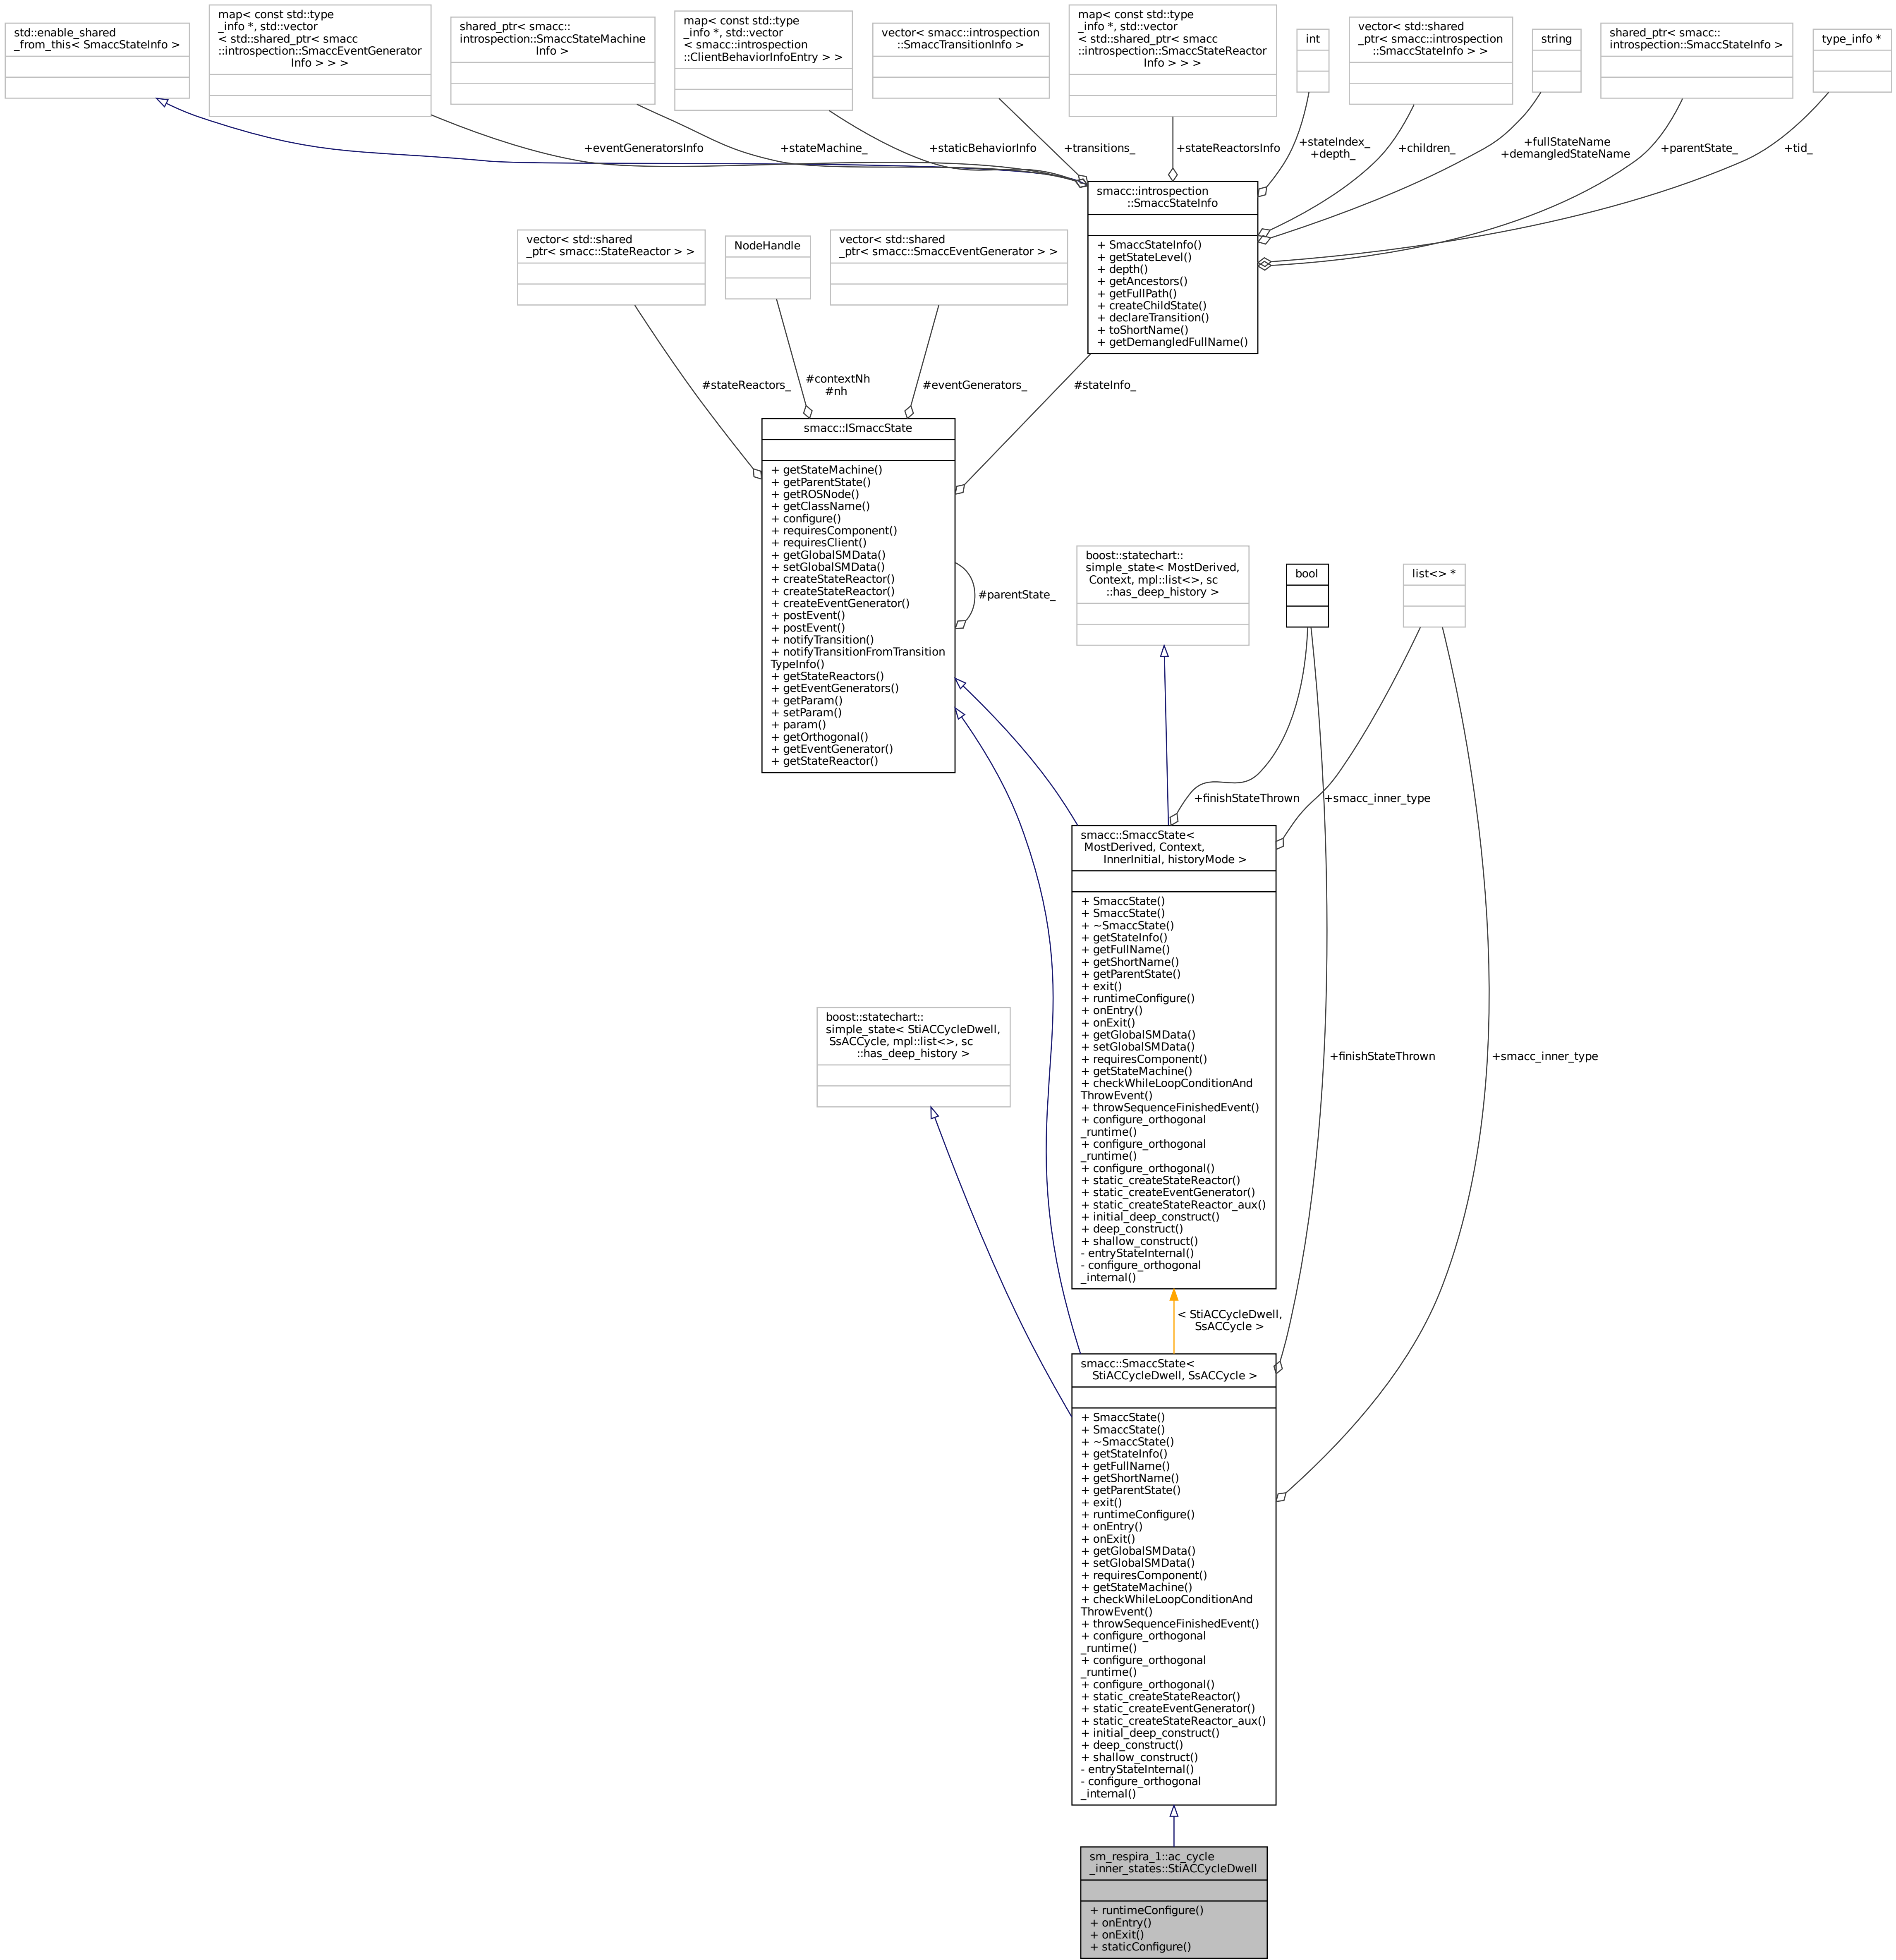 std::enable_shared
_from_this< SmaccStateInfo >
map< const std::type
_info *, std::vector
< std::shared_ptr< smacc
::introspection::SmaccEventGenerator
Info > > >
shared_ptr< smacc::
introspection::SmaccStateMachine
Info >
map< const std::type
_info *, std::vector
< smacc::introspection
::ClientBehaviorInfoEntry > >
vector< smacc::introspection
::SmaccTransitionInfo >
map< const std::type
_info *, std::vector
< std::shared_ptr< smacc
::introspection::SmaccStateReactor
Info > > >
int
vector< std::shared
_ptr< smacc::introspection
::SmaccStateInfo > >
string
shared_ptr< smacc::
introspection::SmaccStateInfo >
type_info *
+eventGeneratorsInfo
+stateMachine_
+staticBehaviorInfo
+transitions_
+stateReactorsInfo
+stateIndex_
+depth_
+children_
+fullStateName
+demangledStateName
+parentState_
+tid_
smacc::introspection
::SmaccStateInfo
+ SmaccStateInfo()
+ getStateLevel()
+ depth()
+ getAncestors()
+ getFullPath()
+ createChildState()
+ declareTransition()
+ toShortName()
+ getDemangledFullName()
vector< std::shared
_ptr< smacc::StateReactor > >
NodeHandle
vector< std::shared
_ptr< smacc::SmaccEventGenerator > >
#stateReactors_
#contextNh
#nh
#eventGenerators_
#stateInfo_
smacc::ISmaccState
+ getStateMachine()
+ getParentState()
+ getROSNode()
+ getClassName()
+ configure()
+ requiresComponent()
+ requiresClient()
+ getGlobalSMData()
+ setGlobalSMData()
+ createStateReactor()
+ createStateReactor()
+ createEventGenerator()
+ postEvent()
+ postEvent()
+ notifyTransition()
+ notifyTransitionFromTransition
TypeInfo()
+ getStateReactors()
+ getEventGenerators()
+ getParam()
+ setParam()
+ param()
+ getOrthogonal()
+ getEventGenerator()
+ getStateReactor()
#parentState_
boost::statechart::
simple_state< MostDerived,
Context, mpl::list<>, sc
::has_deep_history >
bool
list<> *
+finishStateThrown
+smacc_inner_type
smacc::SmaccState<
MostDerived, Context,
InnerInitial, historyMode >
+ SmaccState()
+ SmaccState()
+ ~SmaccState()
+ getStateInfo()
+ getFullName()
+ getShortName()
+ getParentState()
+ exit()
+ runtimeConfigure()
+ onEntry()
+ onExit()
+ getGlobalSMData()
+ setGlobalSMData()
+ requiresComponent()
+ getStateMachine()
+ checkWhileLoopConditionAnd
ThrowEvent()
+ throwSequenceFinishedEvent()
+ configure_orthogonal
_runtime()
+ configure_orthogonal
_runtime()
+ configure_orthogonal()
+ static_createStateReactor()
+ static_createEventGenerator()
+ static_createStateReactor_aux()
+ initial_deep_construct()
+ deep_construct()
+ shallow_construct()
- entryStateInternal()
- configure_orthogonal
_internal()
boost::statechart::
simple_state< StiACCycleDwell,
SsACCycle, mpl::list<>, sc
::has_deep_history >
+finishStateThrown
+smacc_inner_type
< StiACCycleDwell,
SsACCycle >
smacc::SmaccState<
StiACCycleDwell, SsACCycle >
+ SmaccState()
+ SmaccState()
+ ~SmaccState()
+ getStateInfo()
+ getFullName()
+ getShortName()
+ getParentState()
+ exit()
+ runtimeConfigure()
+ onEntry()
+ onExit()
+ getGlobalSMData()
+ setGlobalSMData()
+ requiresComponent()
+ getStateMachine()
+ checkWhileLoopConditionAnd
ThrowEvent()
+ throwSequenceFinishedEvent()
+ configure_orthogonal
_runtime()
+ configure_orthogonal
_runtime()
+ configure_orthogonal()
+ static_createStateReactor()
+ static_createEventGenerator()
+ static_createStateReactor_aux()
+ initial_deep_construct()
+ deep_construct()
+ shallow_construct()
- entryStateInternal()
- configure_orthogonal
_internal()
sm_respira_1::ac_cycle
_inner_states::StiACCycleDwell
+ runtimeConfigure()
+ onEntry()
+ onExit()
+ staticConfigure()